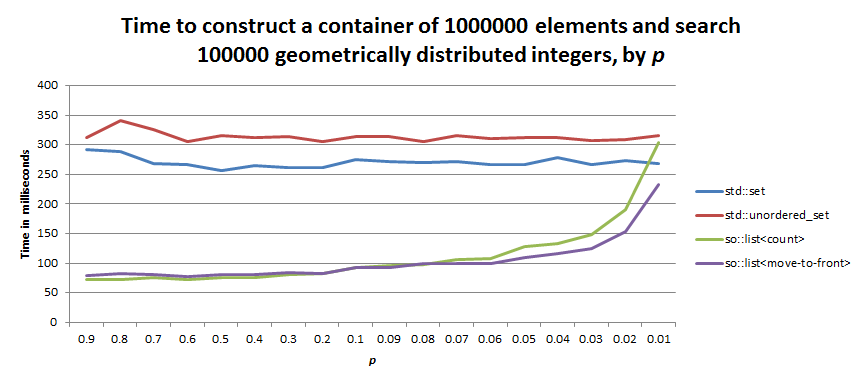 Time to construct a container of 1000000 elements and search
100000 geometrically distributed integers, by p
400
350
300
250
200
150
100
50
0
Time in milliseconds
0.9 0.8 0.7 0.6 0.5 0.4 0.3 0.2 0.1 0.09 0.08 0.07 0.06 0.05 0.04 0.03 0.02 0.01
p
std::set
std::unordered_set
so::list<count>
so::list<move-to-front>